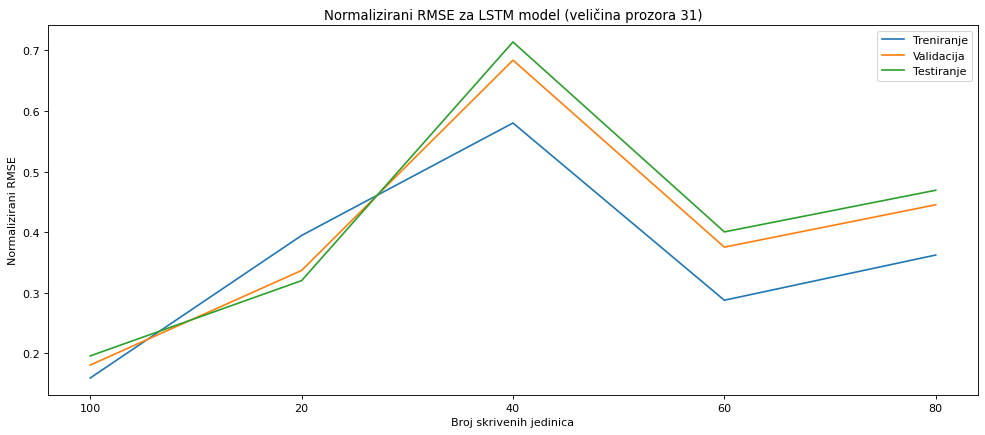 Normalizirani RMSE za LSTM model (veličina prozora 31)
Treniranje
Validacija
Testiranje
Normalizirani RMSE
0.7
0.6
0.5
0.4
0.3
0.2
100
20
40
60
80
Broj skrivenih jedinica